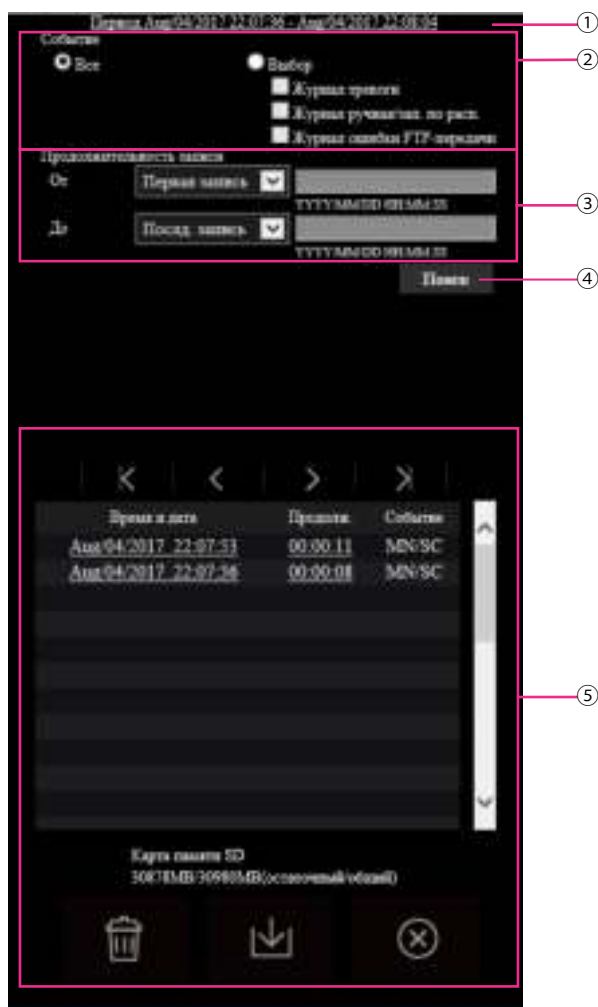 Период Aug/04/2017 22:07:36 - Aug/04/2017 22:08:04
①
Событие
②
Все
Выбор
Журнал тревоги
Журнал ручная/зап. по расп.
Журнал ошибки FTP-передачи
Продолжительность записи
От Первая запись
YYYY/MM/DD HH:MM:SS
③
До Послед. запись
YYYY/MM/DD HH:MM:SS
Поиск
④
Время и дата Продолж. Событие
Aug/04/2017 22:07:53 00:00:11 MN/SC
Aug/04/2017 22:07:36 00:00:08 MN/SC
⑤
Карта памяти SD
30878MB/30980MB(остаточный/общий)